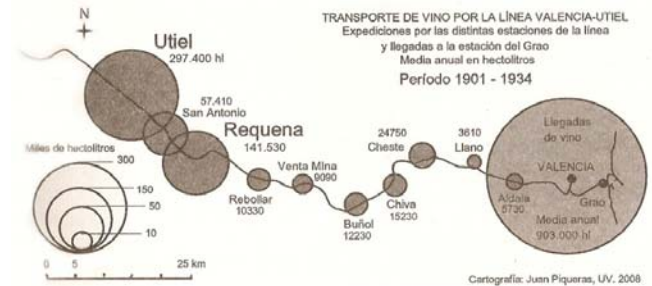 TRANSPORTE DE VINO POR LA LÍNEA VALENCIA-UTIEL
Expediciones por las distintas estaciones de la línea
y llegadas a la estación del Grao
Media anual en hectolitros
Período 1901 - 1934
N
Utiel
297.400 hl
57.410
San Antonio
Requena
141.530
Rebollar
10330
Venta Mina
9090
Buñol
12230
Chiva
15230
24750
Cheste
3610
Llano
Llegadas
de vino
VALENCIA
Aldaia
5730
Grao
Media anual
903.000 hl
Miles de hectolitros
300
150
50
10
0 5 25 km
Cartografía: Juan Piqueras, UV. 2008